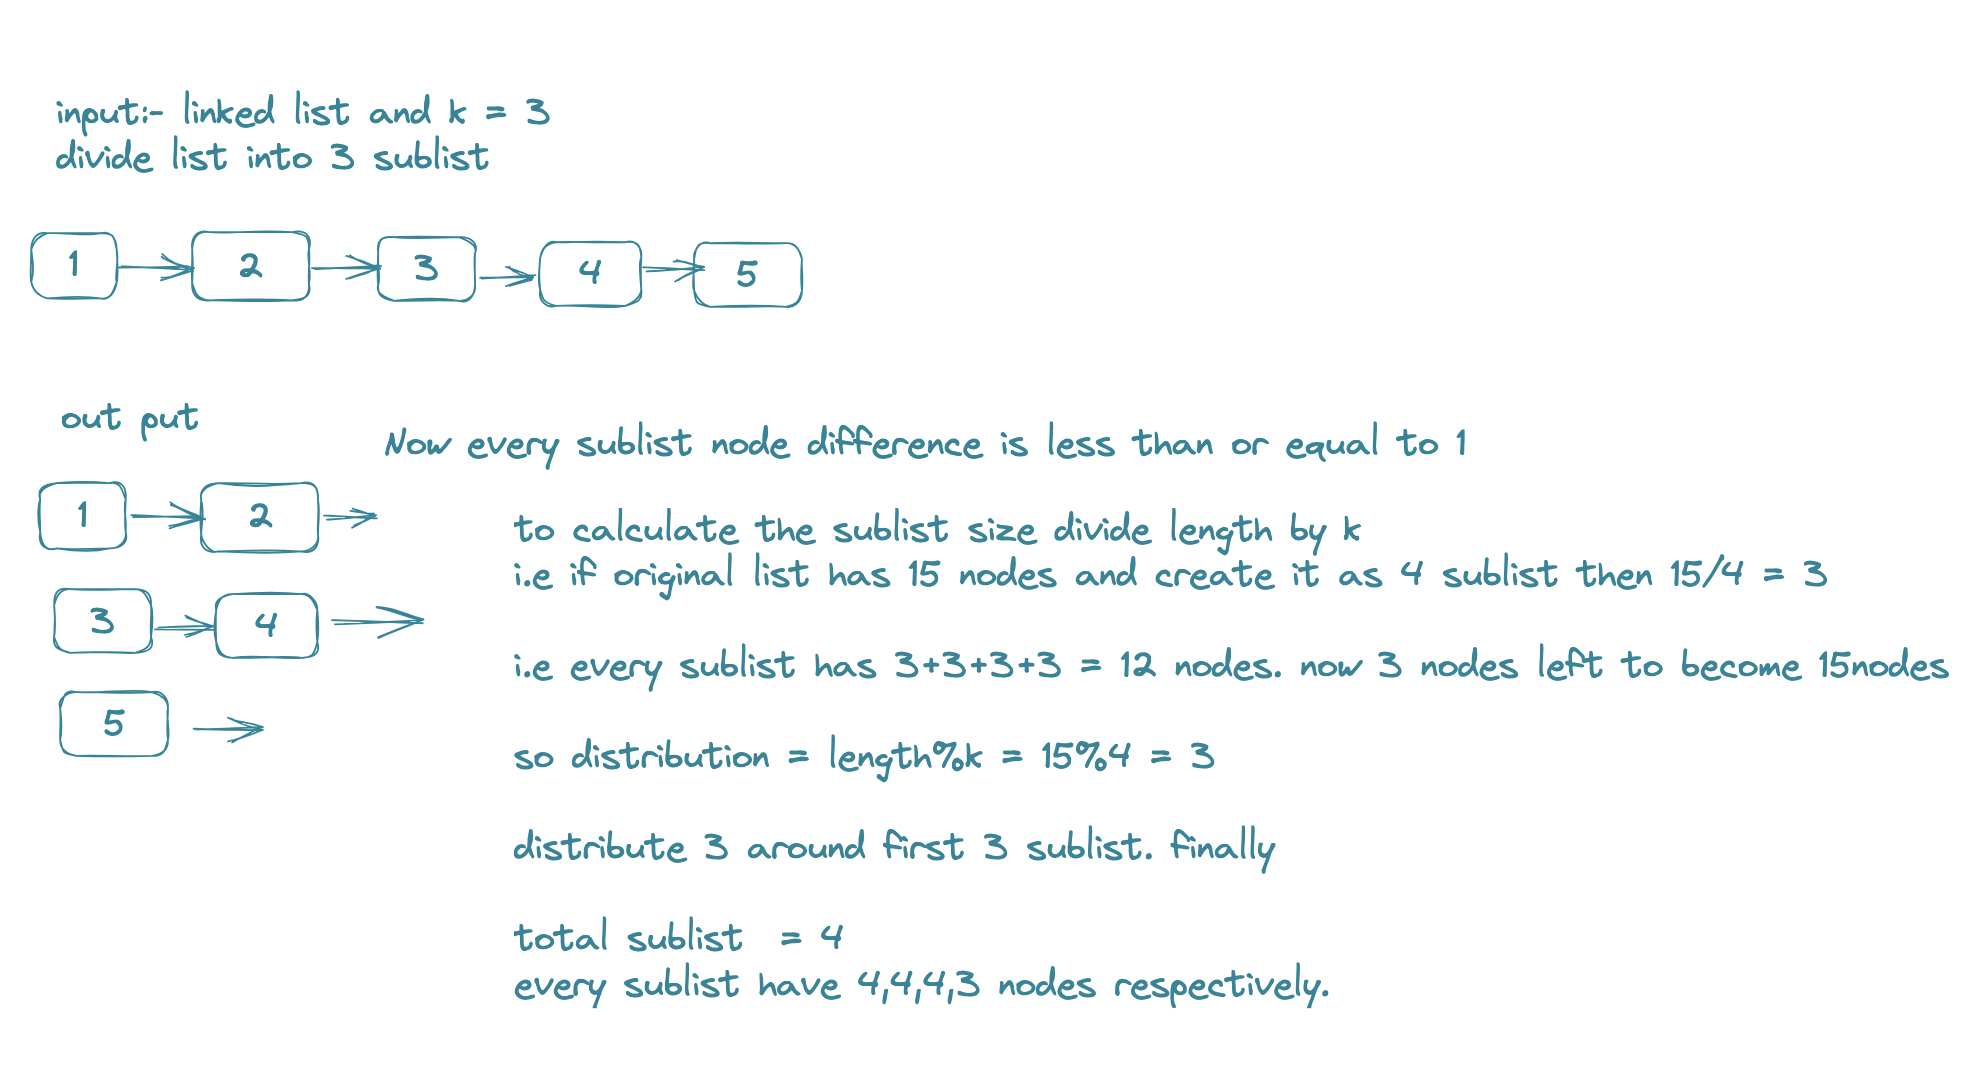 input:- linked list and k = 3
divide list into 3 sublist
1 2 3 4 5
out put
Now every sublist node difference is less than or equal to 1
1 2
to calculate the sublist size divide length by k
i.e if original list has 15 nodes and create it as 4 sublist then 15/4 = 3
3 4
i.e every sublist has 3+3+3+3 = 12 nodes. now 3 nodes left to become 15nodes
5
so distribution = length%k = 15%4 = 3
distribute 3 around first 3 sublist. finally
total sublist = 4
every sublist have 4,4,4,3 nodes respectively.